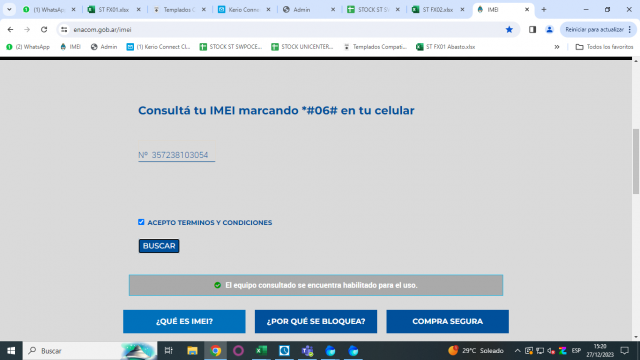 (1) WhatsApp
ST FX01.xlsx
Templados
Kerio Connect
Admin
STOCK ST S
ST FX02.xlsx
IMEI
enacom.gob.ar/imei
Reiniciar para actualizar
(2) WhatsApp
IMEI
Admin
(1) Kerio Connect Cl...
STOCK ST SWPOCE...
STOCK UNICENTER...
Templado Compati...
ST FX01 Abasto.xlsx
Todos los favoritos
Consultá tu IMEI marcando *#06# en tu celular
Nº 357238103054
ACEPTO TERMINOS Y CONDICIONES
BUSCAR
El equipo consultado se encuentra habilitado para el uso.
¿QUÉ ES IMEI?
¿POR QUÉ SE BLOQUEA?
COMPRA SEGURA
Buscar
29°C Soleado
ESP
15:20
27/12/2023